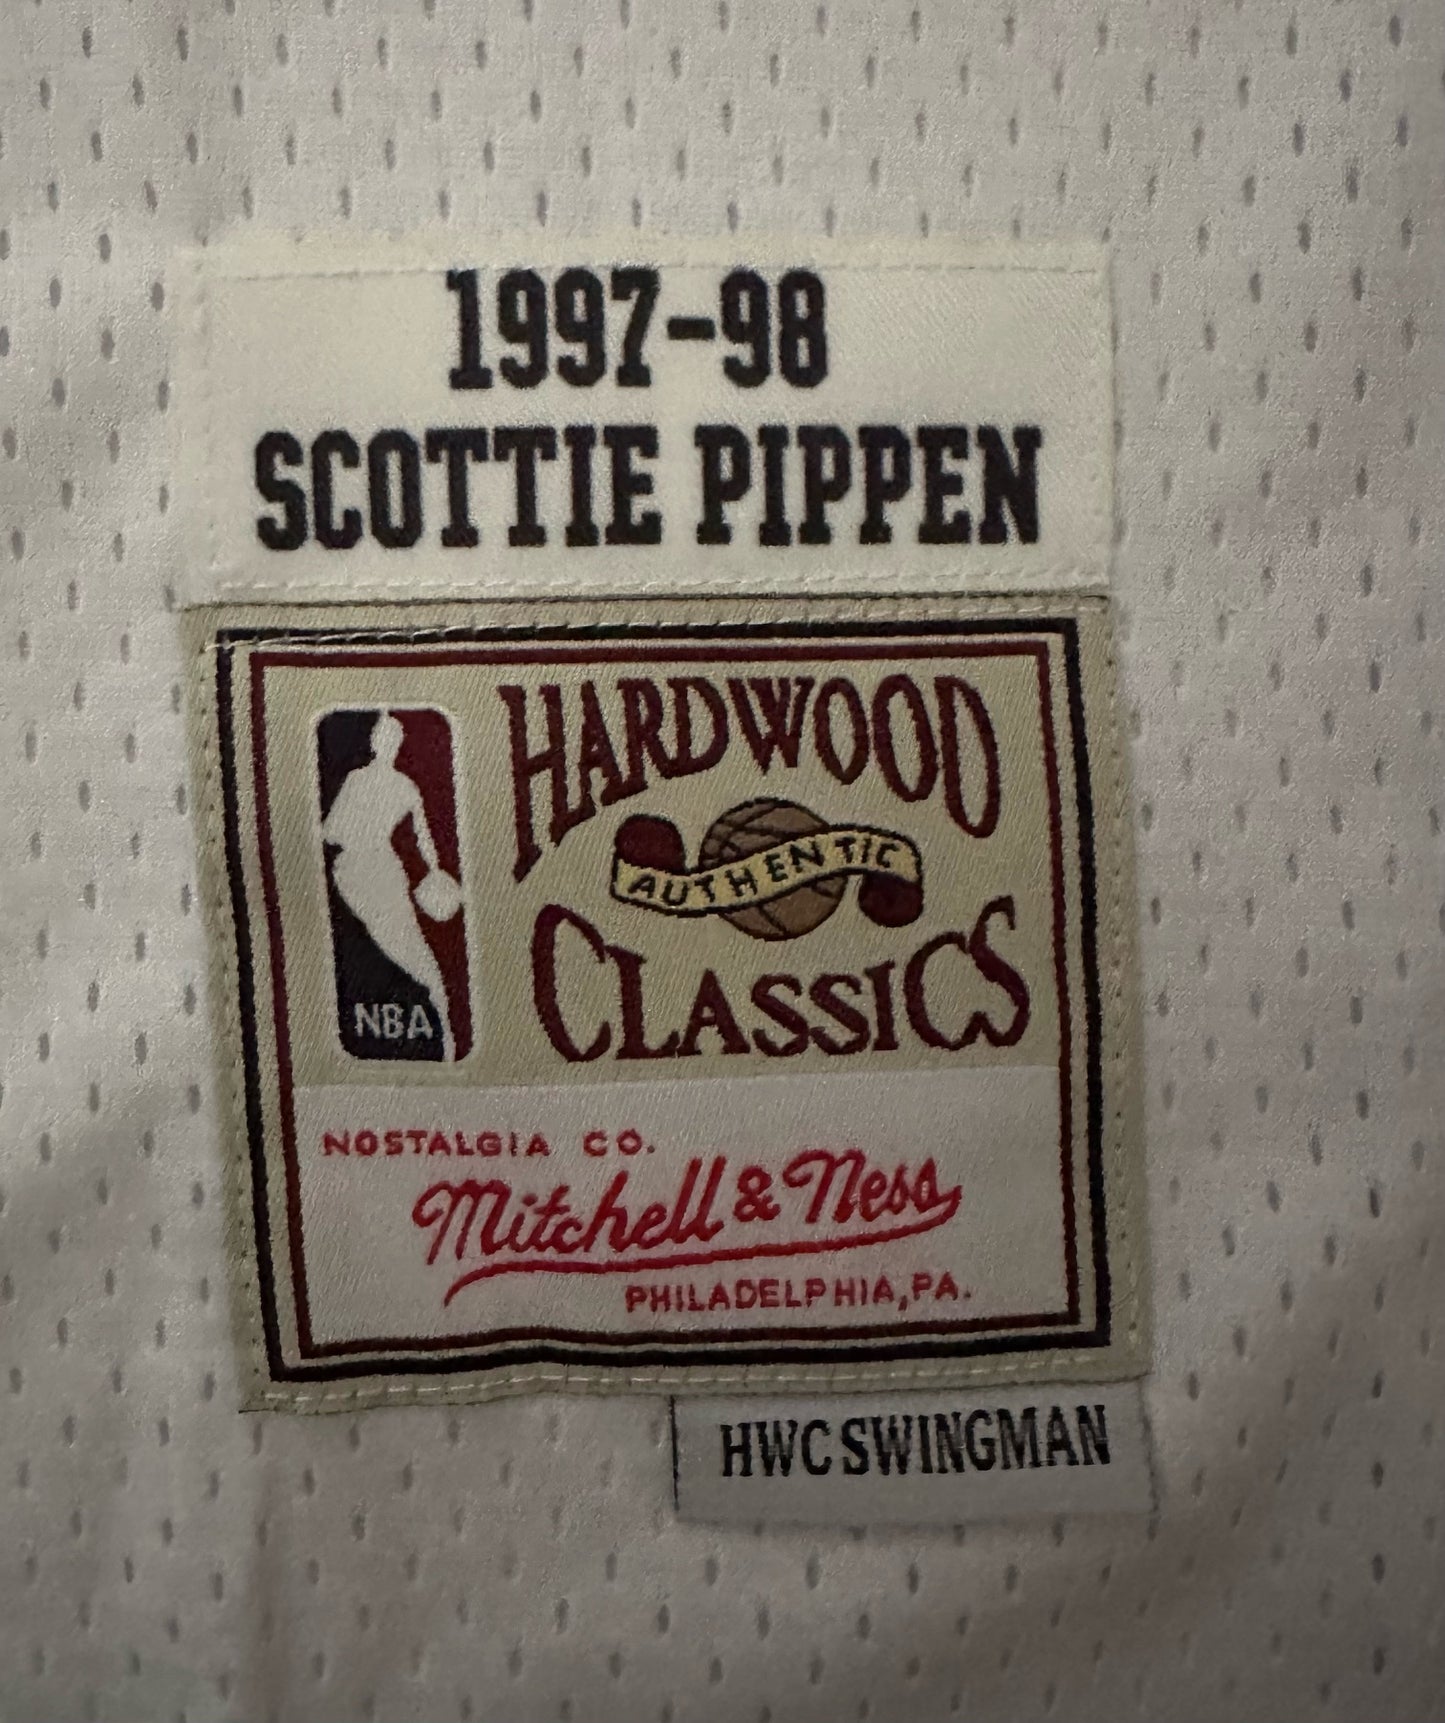 1997-98
SCOTTIE PIPPEN
HARDWOOD
AUTHENTIC
CLASSICS
NBA
NOSTALGIA CO.
Mitchell & Ness
PHILADELPHIA, PA.
HWC SWINGMAN